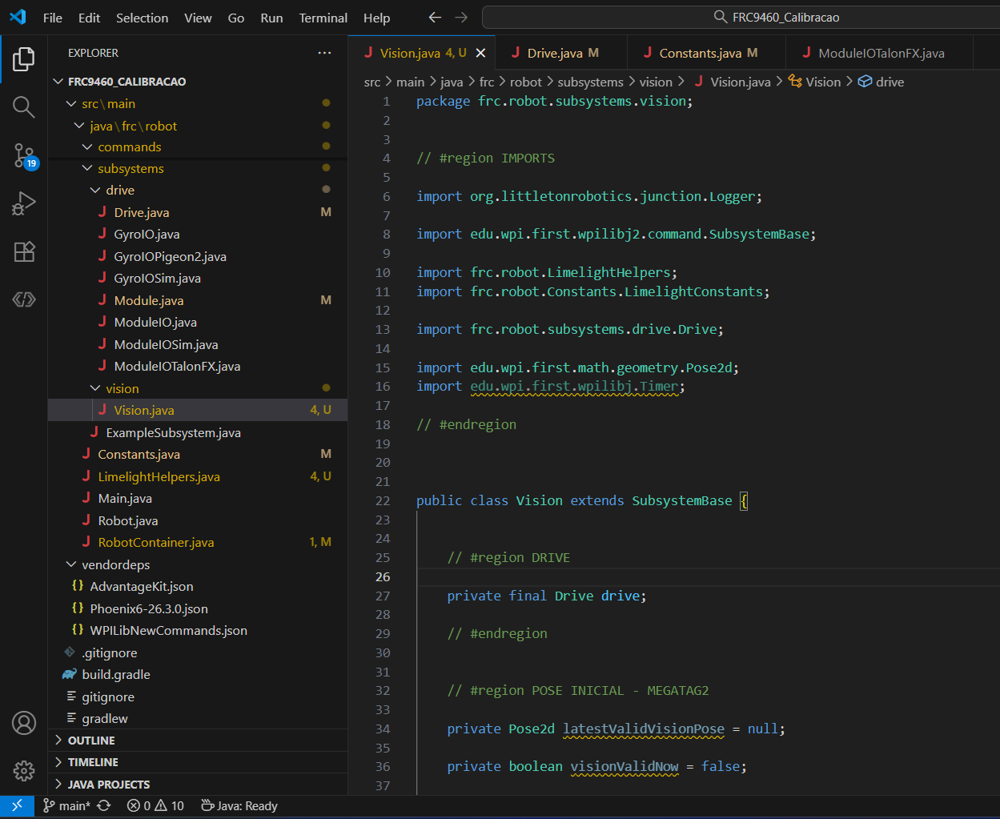 File Edit Selection View Go Run Terminal Help FRC9460_Calibracao
EXPLORER
FRC9460_CALIBRACAO
src\main
java\frc\robot
commands
subsystems
drive
Drive.java M
GyroIO.java
GyroIOPigeon2.java
GyroIOSim.java
Module.java M
ModuleIO.java
ModuleIOSim.java
ModuleIOTalonFX.java
vision
Vision.java 4, U
ExampleSubsystem.java
Constants.java M
LimelightHelpers.java 4, U
Main.java
Robot.java
RobotContainer.java 1, M
vendordeps
AdvantageKit.json
Phoenix6-26.3.0.json
WPILibNewCommands.json
.gitignore
build.gradle
gitignore
gradlew
OUTLINE
TIMELINE
JAVA PROJECTS
19
Vision.java 4, U Drive.java M Constants.java M ModuleIOTalonFX.java
src > main > java > frc > robot > subsystems > vision > Vision.java > Vision > drive
1 package frc.robot.subsystems.vision;
2
3
4 // #region IMPORTS
5
6 import org.littletonrobotics.junction.Logger;
7
8 import edu.wpi.first.wpilibj2.command.SubsystemBase;
9
10 import frc.robot.LimelightHelpers;
11 import frc.robot.Constants.LimelightConstants;
12
13 import frc.robot.subsystems.drive.Drive;
14
15 import edu.wpi.first.math.geometry.Pose2d;
16 import edu.wpi.first.wpilibj.Timer;
17
18 // #endregion
19
20
21
22 public class Vision extends SubsystemBase {
23
24
25 // #region DRIVE
26
27 private final Drive drive;
28
29 // #endregion
30
31
32 // #region POSE INICIAL - MEGATAG2
33
34 private Pose2d latestValidVisionPose = null;
35
36 private boolean visionValidNow = false;
37
main* 0 10 Java: Ready